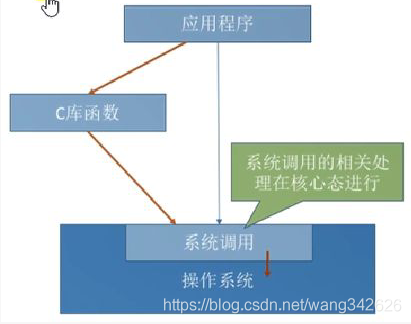 应用程序
C库函数
系统调用的相关处
理在核心态进行
系统调用
操作系统
https://blog.csdn.net/wang342626